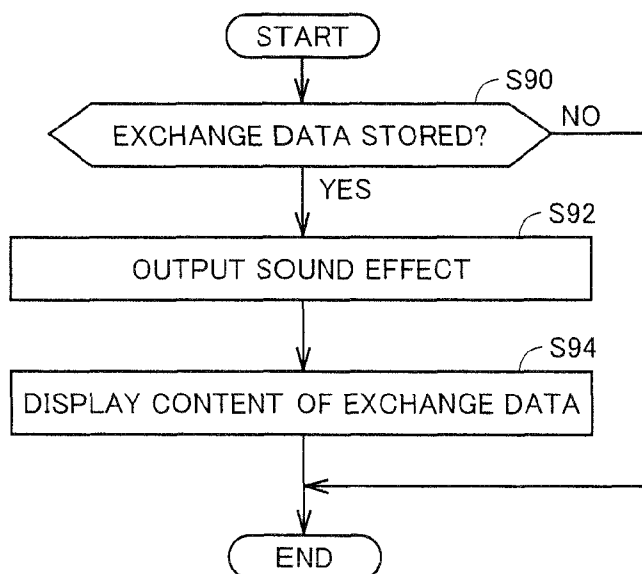 START
S90
EXCHANGE DATA STORED?
NO
YES
S92
OUTPUT SOUND EFFECT
S94
DISPLAY CONTENT OF EXCHANGE DATA
END